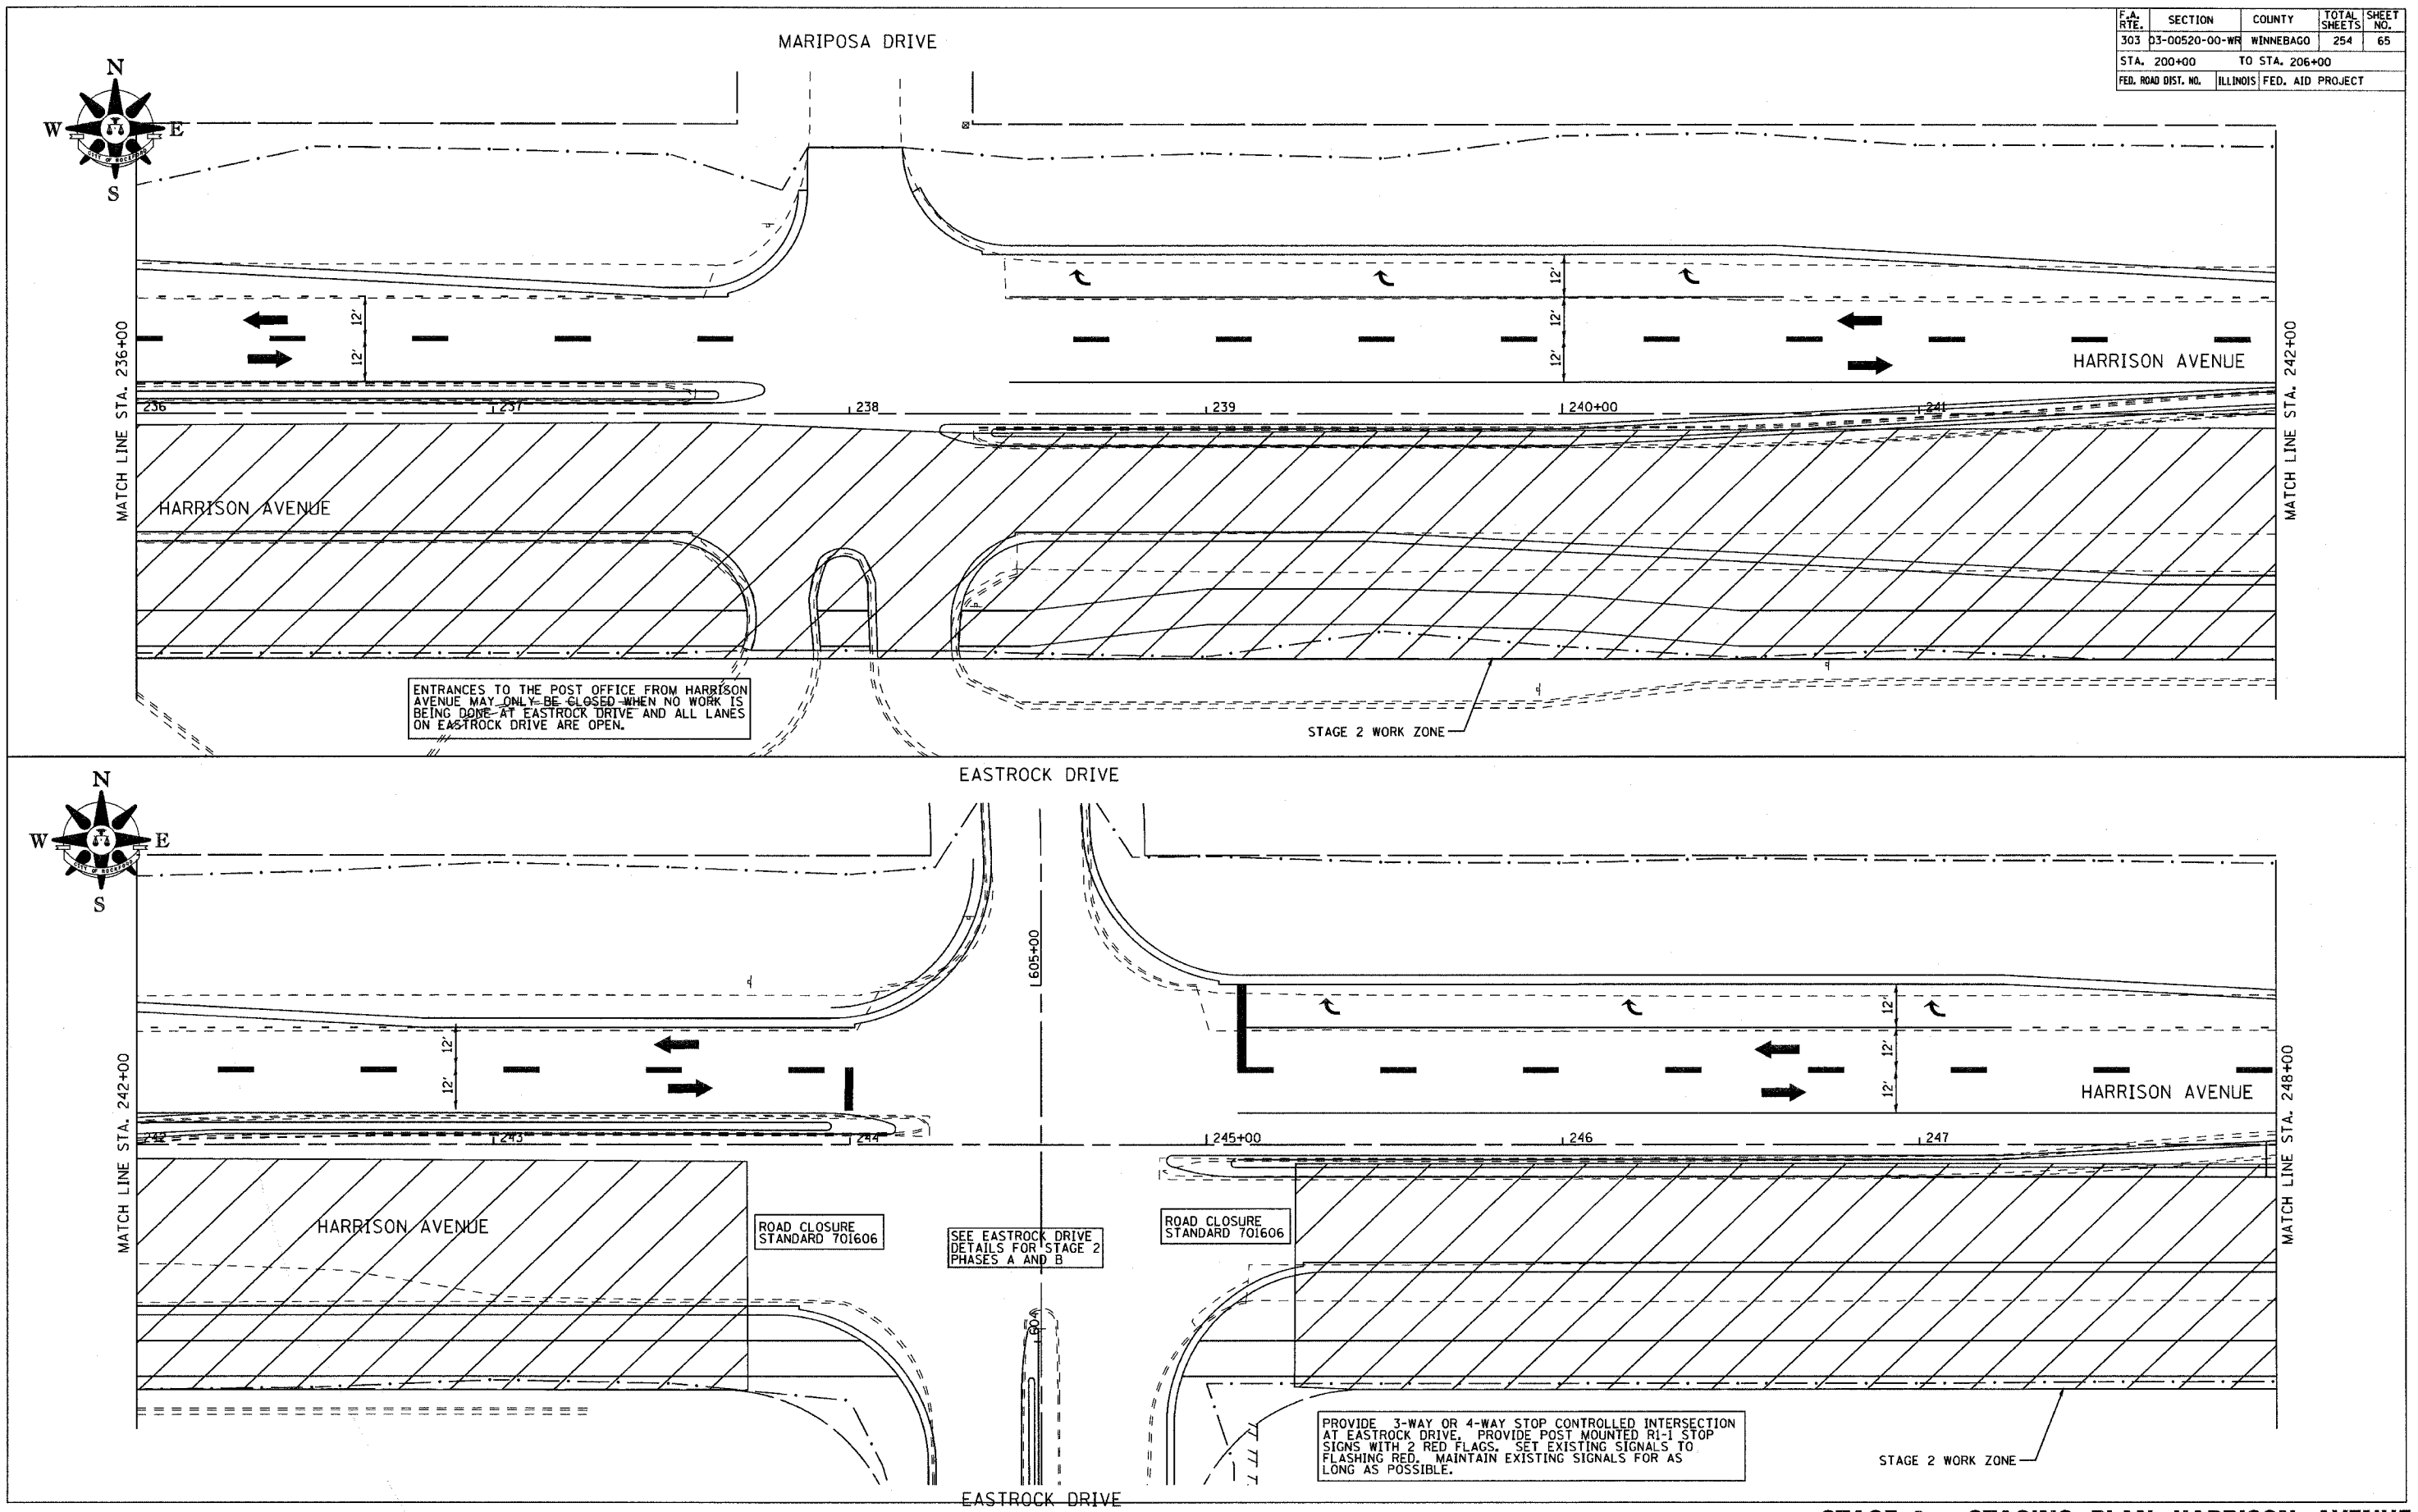 F.A. RTE. SECTION COUNTY TOTAL SHEETS SHEET NO.
303 03-00520-00-WR WINNEBAGO 254 65
STA. 200+00 TO STA. 206+00
FED. ROAD DIST. NO. ILLINOIS FED. AID PROJECT
MARIPOSA DRIVE
N
W E
CITY OF ROCKFORD
S
MATCH LINE STA. 236+00
12'
12'
12'
12'
12'
HARRISON AVENUE
MATCH LINE STA. 242+00
236 237 238 239 240+00 241
HARRISON AVENUE
ENTRANCES TO THE POST OFFICE FROM HARRISON
AVENUE MAY ONLY BE CLOSED WHEN NO WORK IS
BEING DONE AT EASTROCK DRIVE AND ALL LANES
ON EASTROCK DRIVE ARE OPEN.
STAGE 2 WORK ZONE
EASTROCK DRIVE
N
W E
CITY OF ROCKFORD
S
605+00
MATCH LINE STA. 242+00
12'
12'
12'
12'
12'
HARRISON AVENUE
MATCH LINE STA. 248+00
242 243 244 245+00 246 247
HARRISON AVENUE
ROAD CLOSURE
STANDARD 701606
SEE EASTROCK DRIVE
DETAILS FOR STAGE 2
PHASES A AND B
ROAD CLOSURE
STANDARD 701606
PROVIDE 3-WAY OR 4-WAY STOP CONTROLLED INTERSECTION
AT EASTROCK DRIVE. PROVIDE POST MOUNTED R1-1 STOP
SIGNS WITH 2 RED FLAGS. SET EXISTING SIGNALS TO
FLASHING RED. MAINTAIN EXISTING SIGNALS FOR AS
LONG AS POSSIBLE.
STAGE 2 WORK ZONE
EASTROCK DRIVE